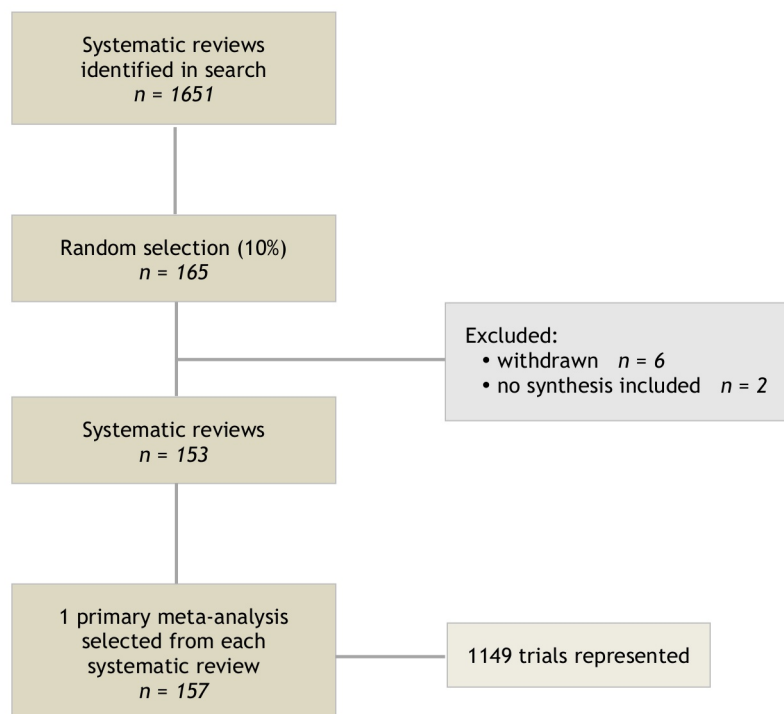 Systematic reviews
identified in search
n = 1651
Random selection (10%)
n = 165
Excluded:
• withdrawn n = 6
• no synthesis included n = 2
Systematic reviews
n = 153
1 primary meta-analysis
selected from each
systematic review
n = 157
1149 trials represented